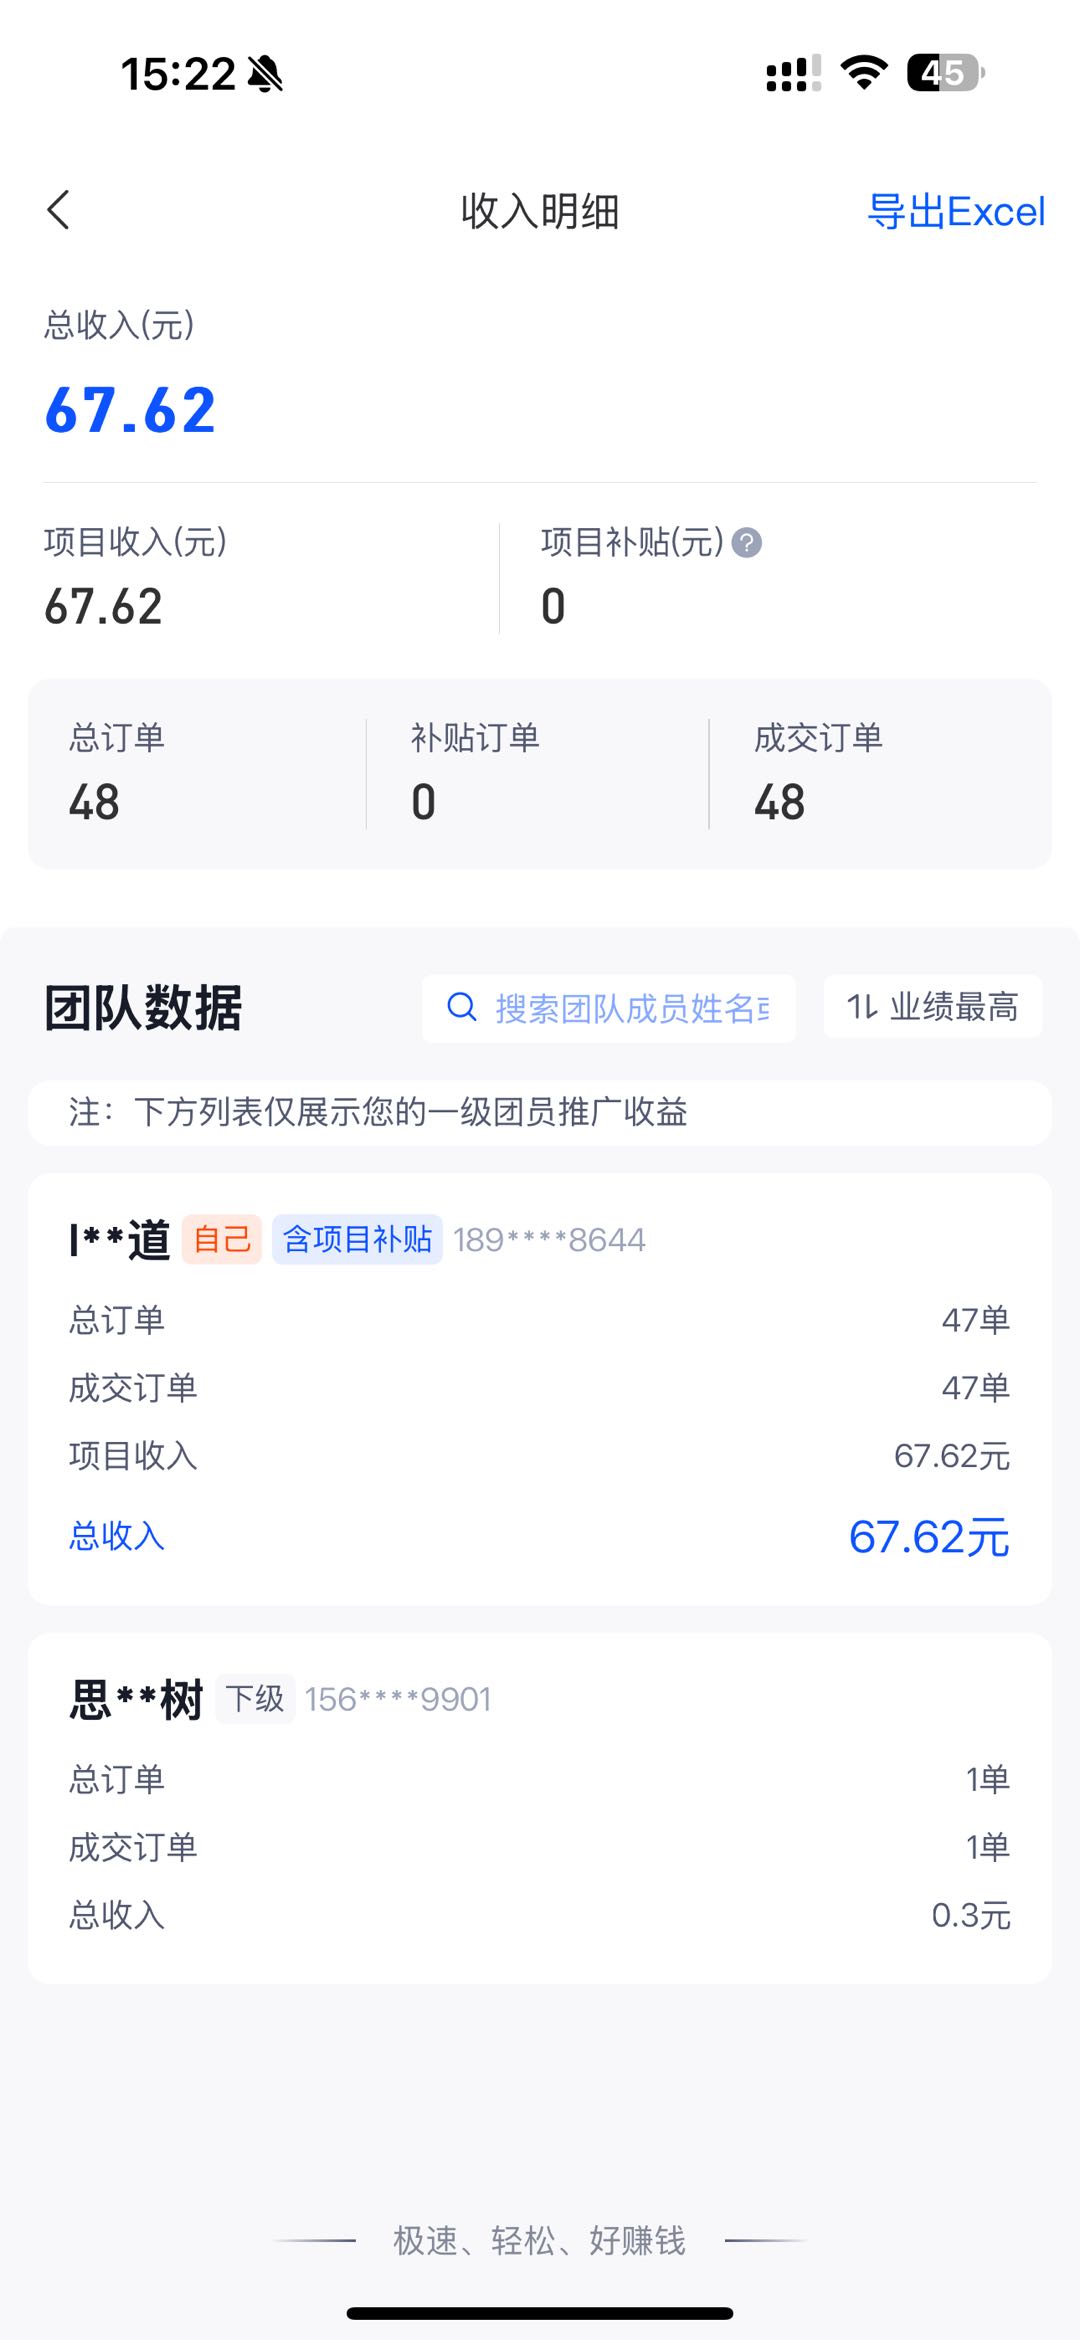 15:22
45
收入明细 导出Excel
总收入(元)
67.62
项目收入(元) 项目补贴(元) ?
67.62 0
总订单 补贴订单 成交订单
48 0 48
团队数据 搜索团队成员姓名 业绩最高
注：下方列表仅展示您的一级团员推广收益
l**道 自己 含项目补贴 189****8644
总订单 47单
成交订单 47单
项目收入 67.62元
总收入 67.62元
思**树 下级 156****9901
总订单 1单
成交订单 1单
总收入 0.3元
极速、轻松、好赚钱